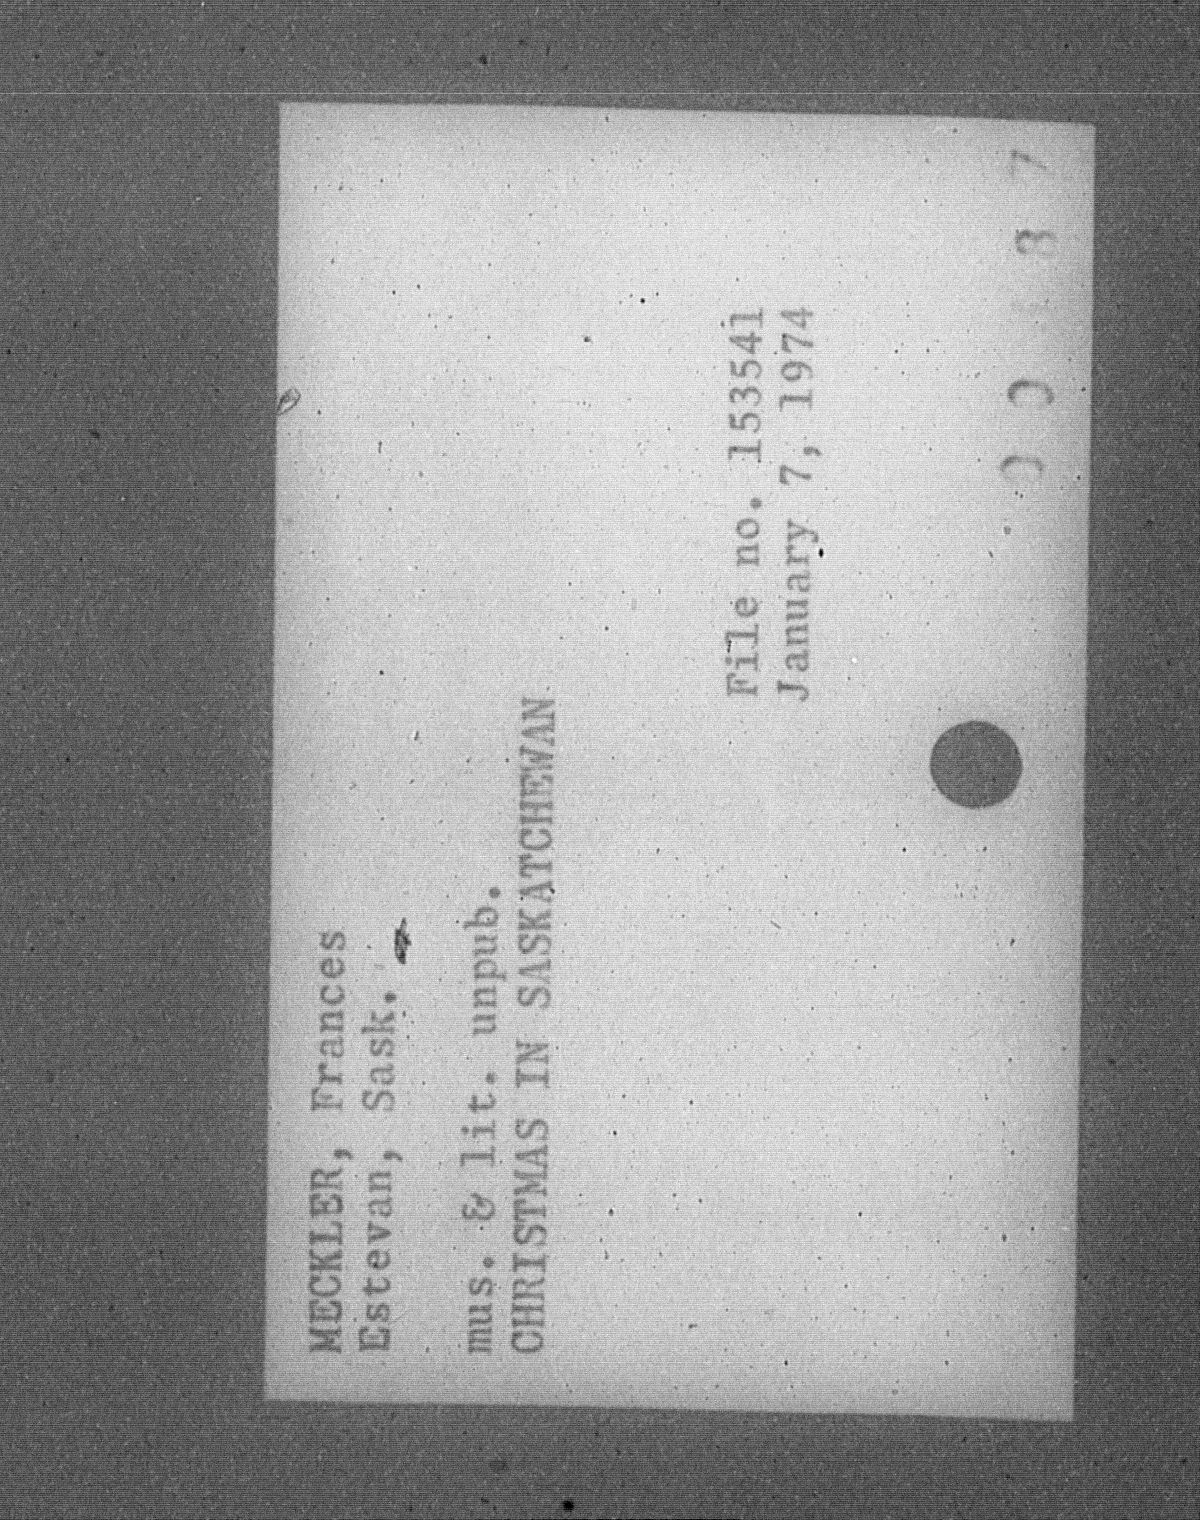 MECKLER, Frances
Estevan, Sask.
mus. & lit. unpub.
CHRISTMAS IN SASKATCHEWAN
File no. 153541
January 7, 1974